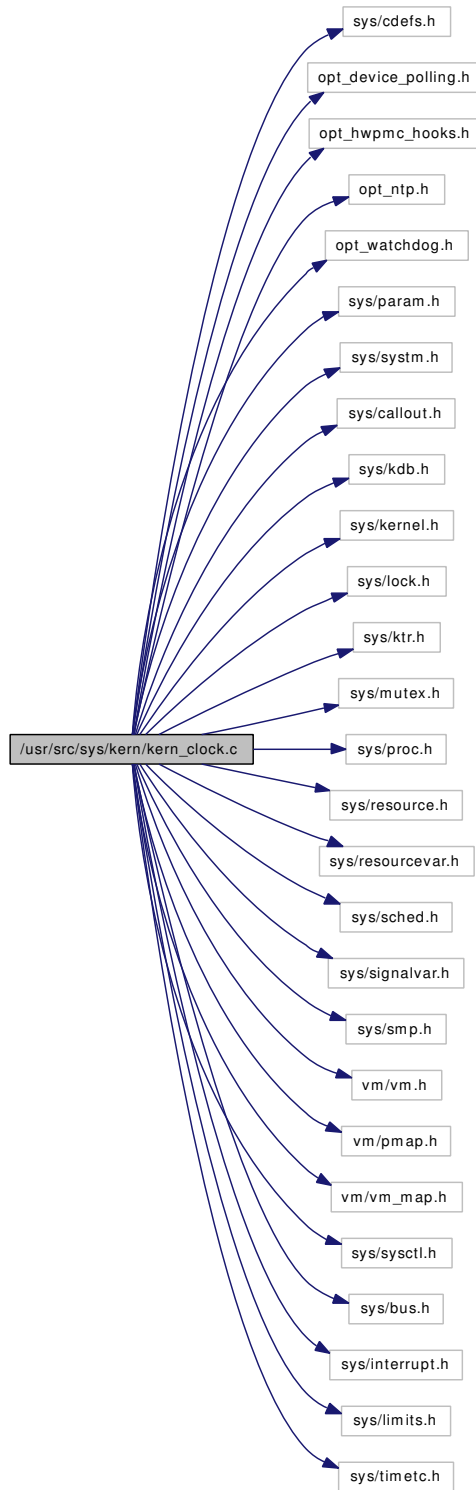 sys/cdefs.h
opt_device_polling.h
opt_hwpmc_hooks.h
opt_ntp.h
opt_watchdog.h
sys/param.h
sys/systm.h
sys/callout.h
sys/kdb.h
sys/kernel.h
sys/lock.h
sys/ktr.h
sys/mutex.h
/usr/src/sys/kern/kern_clock.c
sys/proc.h
sys/resource.h
sys/resourcevar.h
sys/sched.h
sys/signalvar.h
sys/smp.h
vm/vm.h
vm/pmap.h
vm/vm_map.h
sys/sysctl.h
sys/bus.h
sys/interrupt.h
sys/limits.h
sys/timetc.h